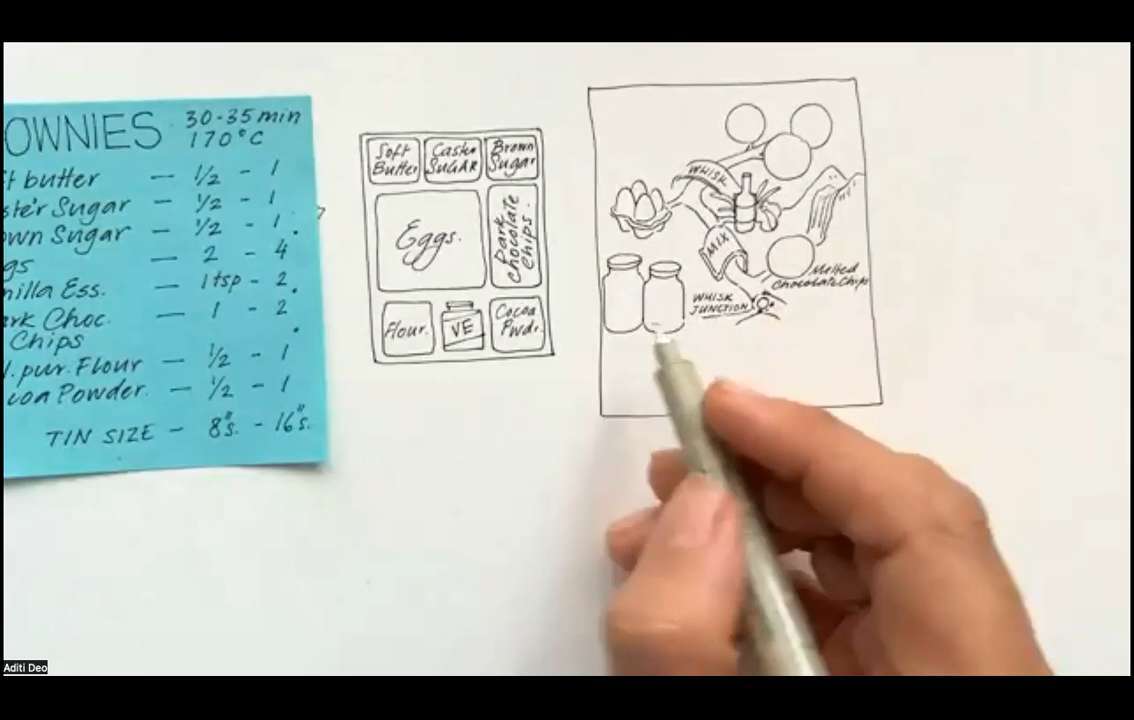 OWNIES 30-35 min
170°C
t butter — 1/2 - 1
ster Sugar — 1/2 - 1
own Sugar — 1/2 - 1.
gs — 2 - 4
nilla Ess. — 1 tsp - 2.
ark Choc. — 1 - 2
Chips
l. pur. Flour — 1/2 - 1
coa Powder. — 1/2 - 1
TIN SIZE — 8"s. - 16"s.
Soft
Butter
Caster
SUGAR
Brown
Sugar
Eggs.
Dark
chocolate
Chips.
Flour.
VE
Cocoa
Pwdr.
WHISK
MIX
Melted
Chocolate Chip
WHISK
JUNCTION
Aditi Deo